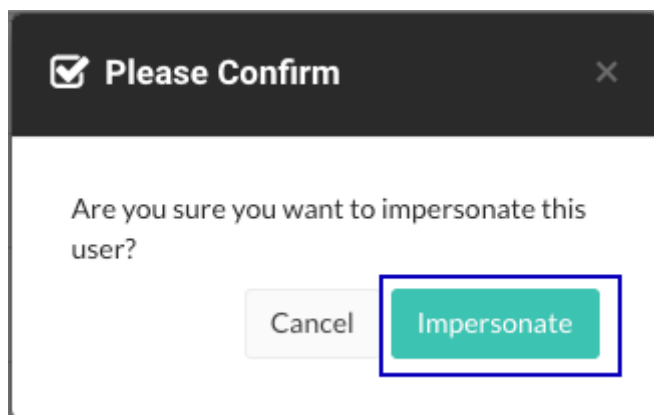 Please Confirm
Are you sure you want to impersonate this
user?
Cancel
Impersonate